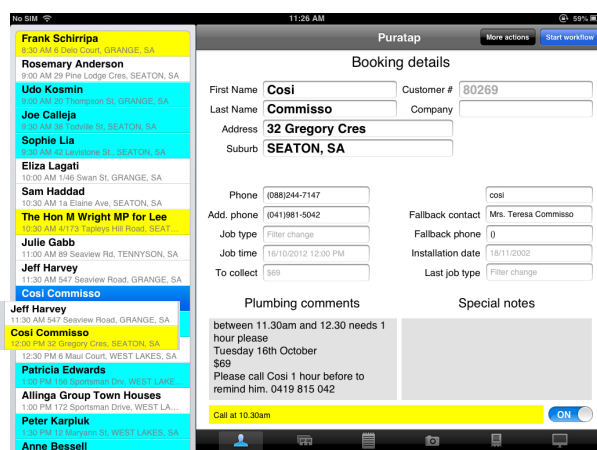 No SIM 11:26 AM 59%
Puratap More actions Start workflow
Frank Schirripa
8:30 AM 6 Delo Court, GRANGE, SA
Rosemary Anderson
9:00 AM 29 Pine Lodge Cres, SEATON, SA
Udo Kosmin
9:00 AM 20 Thompson St, GRANGE, SA
Joe Calleja
9:30 AM 38 Todville St, SEATON, SA
Sophie Lia
9:30 AM 42 Levistone St., SEATON, SA
Eliza Lagati
10:00 AM 1/46 Swan St, GRANGE, SA
Sam Haddad
10:30 AM 1a Elaine Ave, SEATON, SA
The Hon M Wright MP for Lee
10:30 AM 4/173 Tapleys Hill Road, SEAT...
Julie Gabb
11:00 AM 89 Seaview Rd, TENNYSON, SA
Jeff Harvey
11:30 AM 547 Seaview Road, GRANGE, SA
Cosi Commisso
Jeff Harvey
11:30 AM 547 Seaview Road, GRANGE, SA
Cosi Commisso
12:00 PM 32 Gregory Cres, SEATON, SA
12:30 PM 6 Maui Court, WEST LAKES, SA
Patricia Edwards
1:00 PM 156 Sportsman Drv, WEST LAKE...
Allinga Group Town Houses
1:00 PM 172 Sportsman Drive, WEST LA...
Peter Karpluk
1:30 PM 12 Maryann St, WEST LAKES, SA
Anne Bessell
Booking details
First Name Cosi Customer # 80269
Last Name Commisso Company
Address 32 Gregory Cres
Suburb SEATON, SA
Phone (088)244-7147 cosi
Add. phone (041)981-5042 Fallback contact Mrs. Teresa Commisso
Job type Filter change Fallback phone ()
Job time 16/10/2012 12:00 PM Installation date 18/11/2002
To collect $69 Last job type Filter change
Plumbing comments Special notes
between 11.30am and 12.30 needs 1
hour please
Tuesday 16th October
$69
Please call Cosi 1 hour before to
remind him. 0419 815 042
Call at 10.30am ON